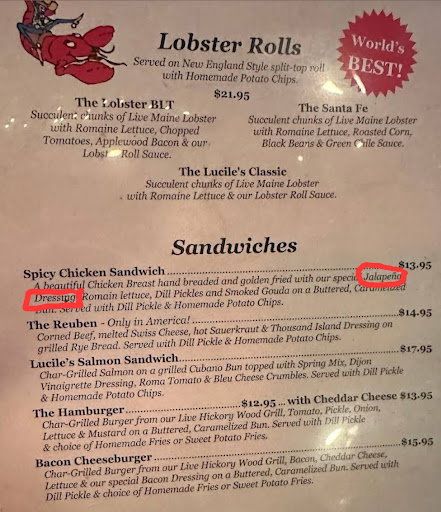 Lobster Rolls
Served on New England Style split-top roll
with Homemade Potato Chips.
$21.95
World's
BEST!
The Lobster BLT
Succulent chunks of Live Maine Lobster
with Romaine Lettuce, Chopped
Tomatoes, Applewood Bacon & our
Lobster Roll Sauce.
The Santa Fe
Succulent chunks of Live Maine Lobster
with Romaine Lettuce, Roasted Corn,
Black Beans & Green Chile Sauce.
The Lucile's Classic
Succulent chunks of Live Maine Lobster
with Romaine Lettuce & our Lobster Roll Sauce.
Sandwiches
Spicy Chicken Sandwich $13.95
A beautiful Chicken Breast hand breaded and golden fried with our special Jalapeño
Dressing, Romain lettuce, Dill Pickles and Smoked Gouda on a Buttered, Caramelized
Bun. Served with Dill Pickle & Homemade Potato Chips.
The Reuben - Only in America! $14.95
Corned Beef, melted Swiss Cheese, hot Sauerkraut & Thousand Island Dressing on
grilled Rye Bread. Served with Dill Pickle & Homemade Potato Chips.
Lucile's Salmon Sandwich $17.95
Char-Grilled Salmon on a grilled Cubano Bun topped with Spring Mix, Dijon
Vinaigrette Dressing, Roma Tomato & Bleu Cheese Crumbles. Served with Dill Pickle
& Homemade Potato Chips.
The Hamburger $12.95 ... with Cheddar Cheese $13.95
Char-Grilled Burger from our Live Hickory Wood Grill, Tomato, Pickle, Onion,
Lettuce & Mustard on a Buttered, Caramelized Bun. Served with Dill Pickle
& choice of Homemade Fries or Sweet Potato Fries.
Bacon Cheeseburger $15.95
Char-Grilled Burger from our Live Hickory Wood Grill, Bacon, Cheddar Cheese,
Lettuce & our special Bacon Dressing on a Buttered, Caramelized Bun. Served with
Dill Pickle & choice of Homemade Fries or Sweet Potato Fries.